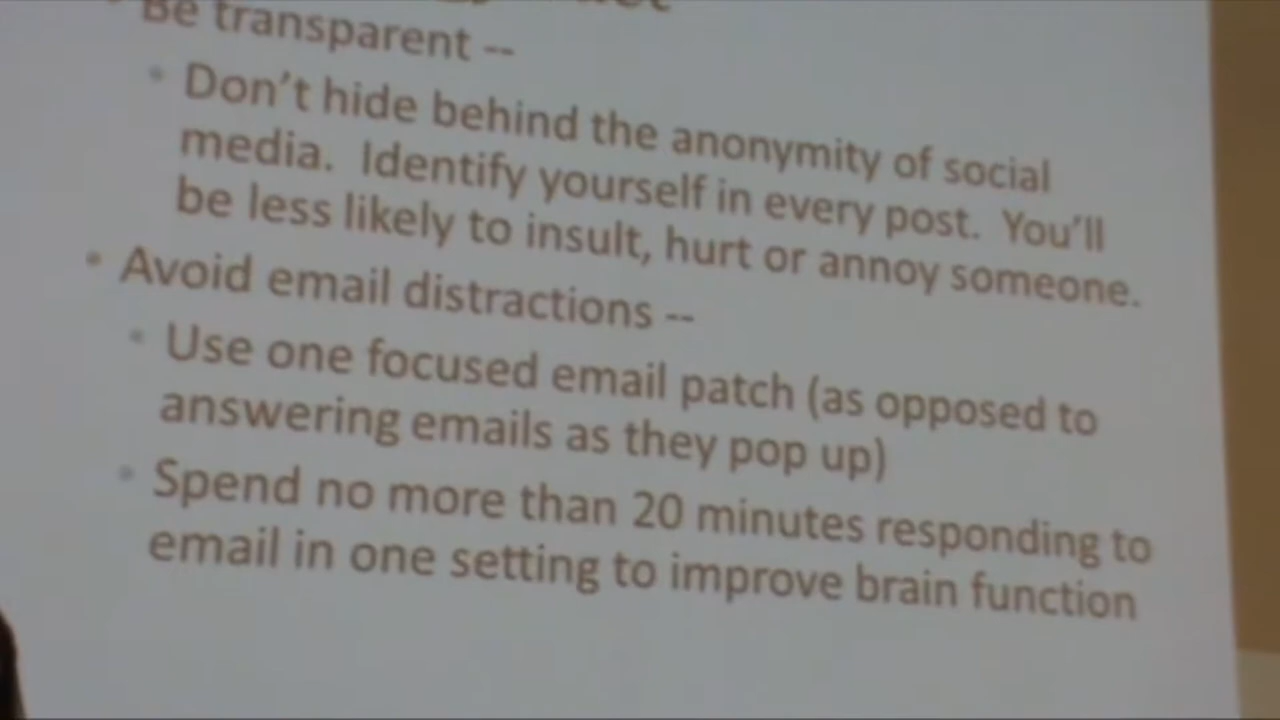 Be transparent --
Don't hide behind the anonymity of social
media. Identify yourself in every post. You'll
be less likely to insult, hurt or annoy someone.
Avoid email distractions --
Use one focused email patch (as opposed to
answering emails as they pop up)
Spend no more than 20 minutes responding to
email in one setting to improve brain function